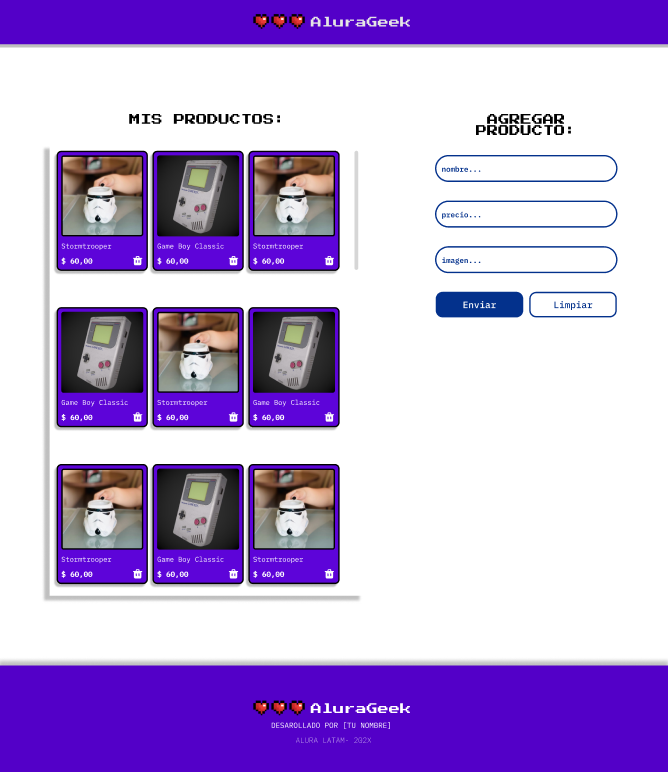 AluraGeek
MIS PRODUCTOS:
Stormtrooper
$ 60,00
Game Boy Classic
$ 60,00
Stormtrooper
$ 60,00
Game Boy Classic
$ 60,00
Stormtrooper
$ 60,00
Game Boy Classic
$ 60,00
Stormtrooper
$ 60,00
Game Boy Classic
$ 60,00
Stormtrooper
$ 60,00
AGREGAR
PRODUCTO:
nombre...
precio...
imagen...
Enviar
Limpiar
AluraGeek
DESAROLLADO POR [TU NOMBRE]
ALURA LATAM- 202X